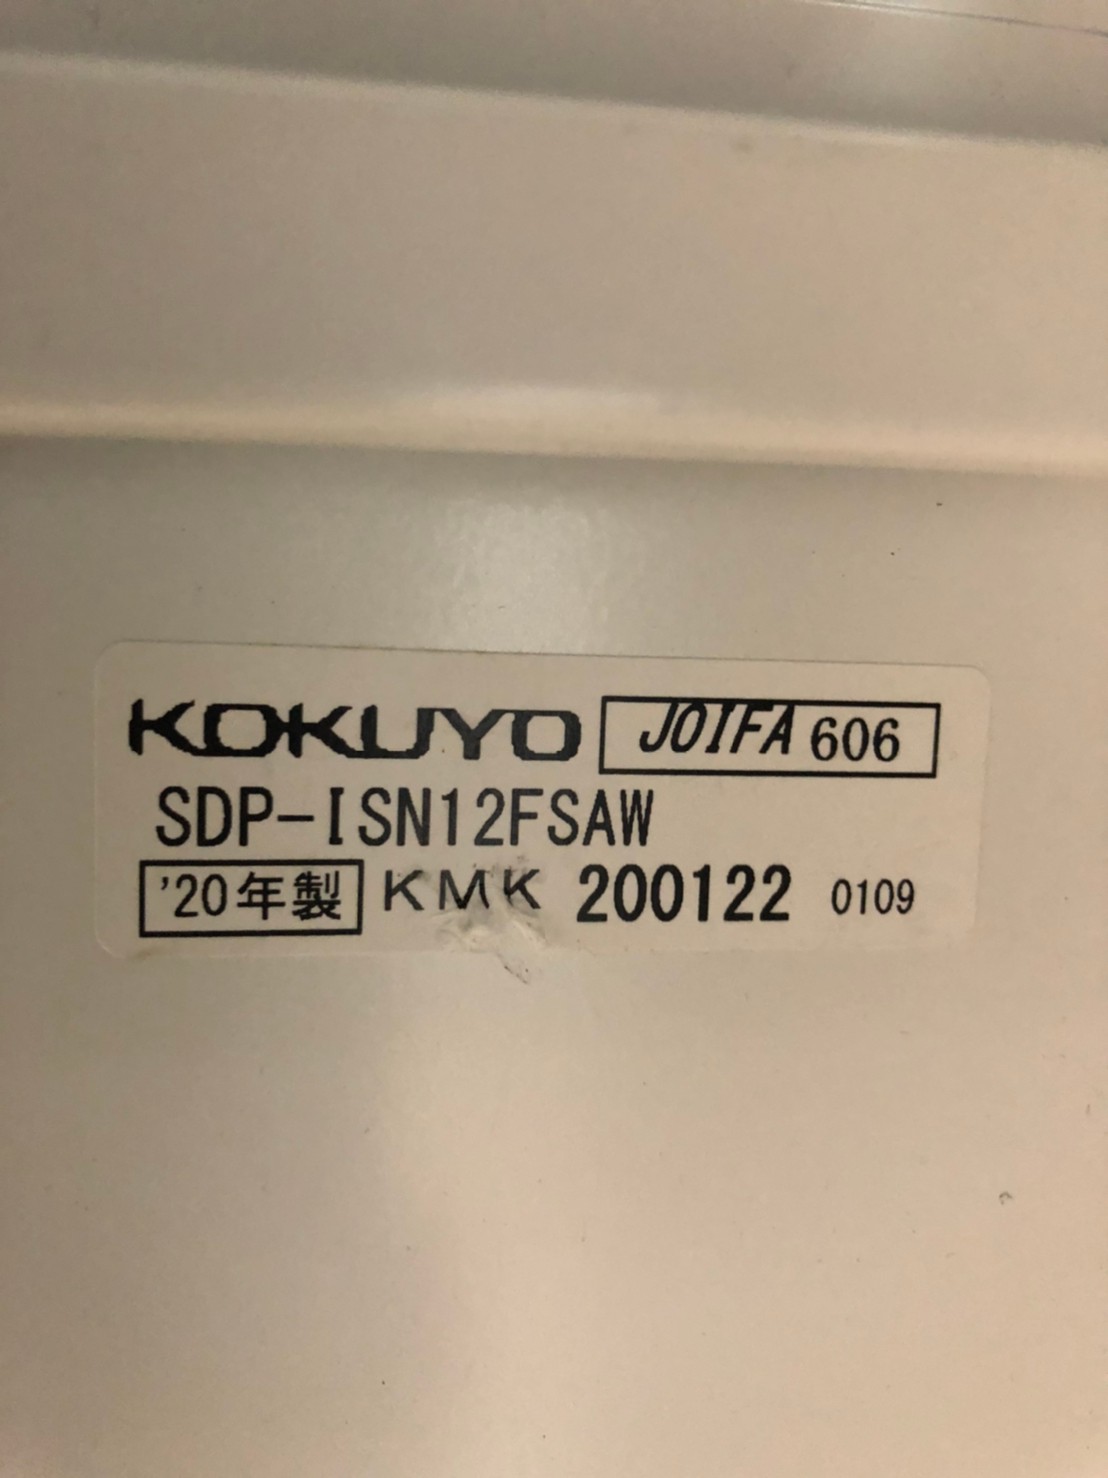 KOKUYO JOIFA 606
SDP-ISN12FSAW
'20年製 KMK 200122 0109